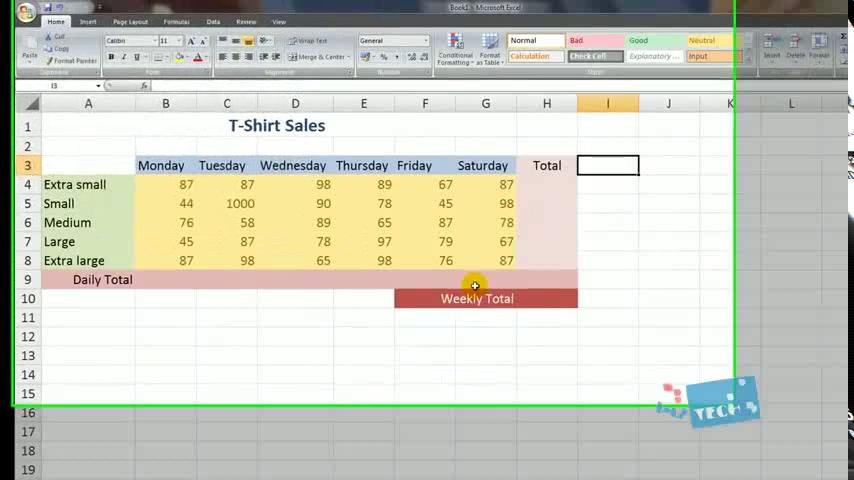 Book1 - Microsoft Excel
Home Insert Page Layout Formulas Data Review View
Cut
Copy
Format Painter
Paste
Calibri 11
Wrap Text
Merge & Center
General
Conditional Formatting
Format as Table
Normal Bad Good Neutral
Calculation Check Cell Explanatory ... Input
Insert Delete
I3
A B C D E F G H I J K L
1 T-Shirt Sales
2
3 Monday Tuesday Wednesday Thursday Friday Saturday Total
4 Extra small 87 87 98 89 67 87
5 Small 44 1000 90 78 45 98
6 Medium 76 58 89 65 87 78
7 Large 45 87 78 97 79 67
8 Extra large 87 98 65 98 76 87
9 Daily Total
10 Weekly Total
11
12
13
14
15
16
17
18
19
TECH